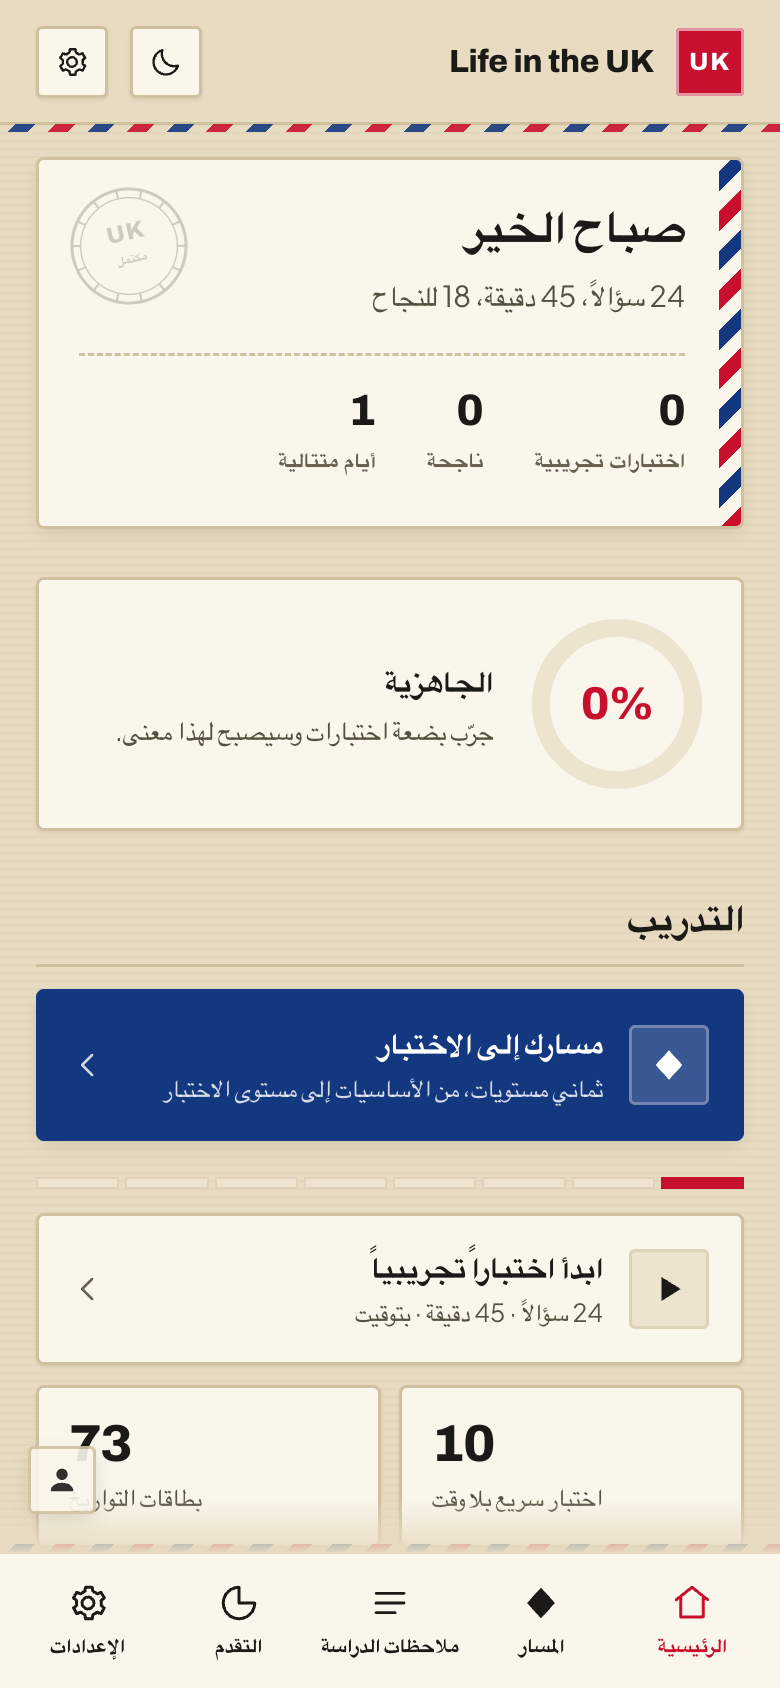 UK Life in the UK
UK
مكتمل
صباح الخير
24 سؤالاً، 45 دقيقة، 18 للنجاح
0 0 1
اختبارات تجريبية ناجحة أيام متتالية
0%
الجاهزية
جرّب بضعة اختبارات وسيصبح لهذا معنى.
التدريب
مسارك إلى الاختبار
ثماني مستويات، من الأساسيات إلى مستوى الاختبار
ابدأ اختباراً تجريبياً
24 سؤالاً · 45 دقيقة · بتوقيت
10
اختبار سريع بلا وقت
73
بطاقات التواريخ
الرئيسية المسار ملاحظات الدراسة التقدم الإعدادات